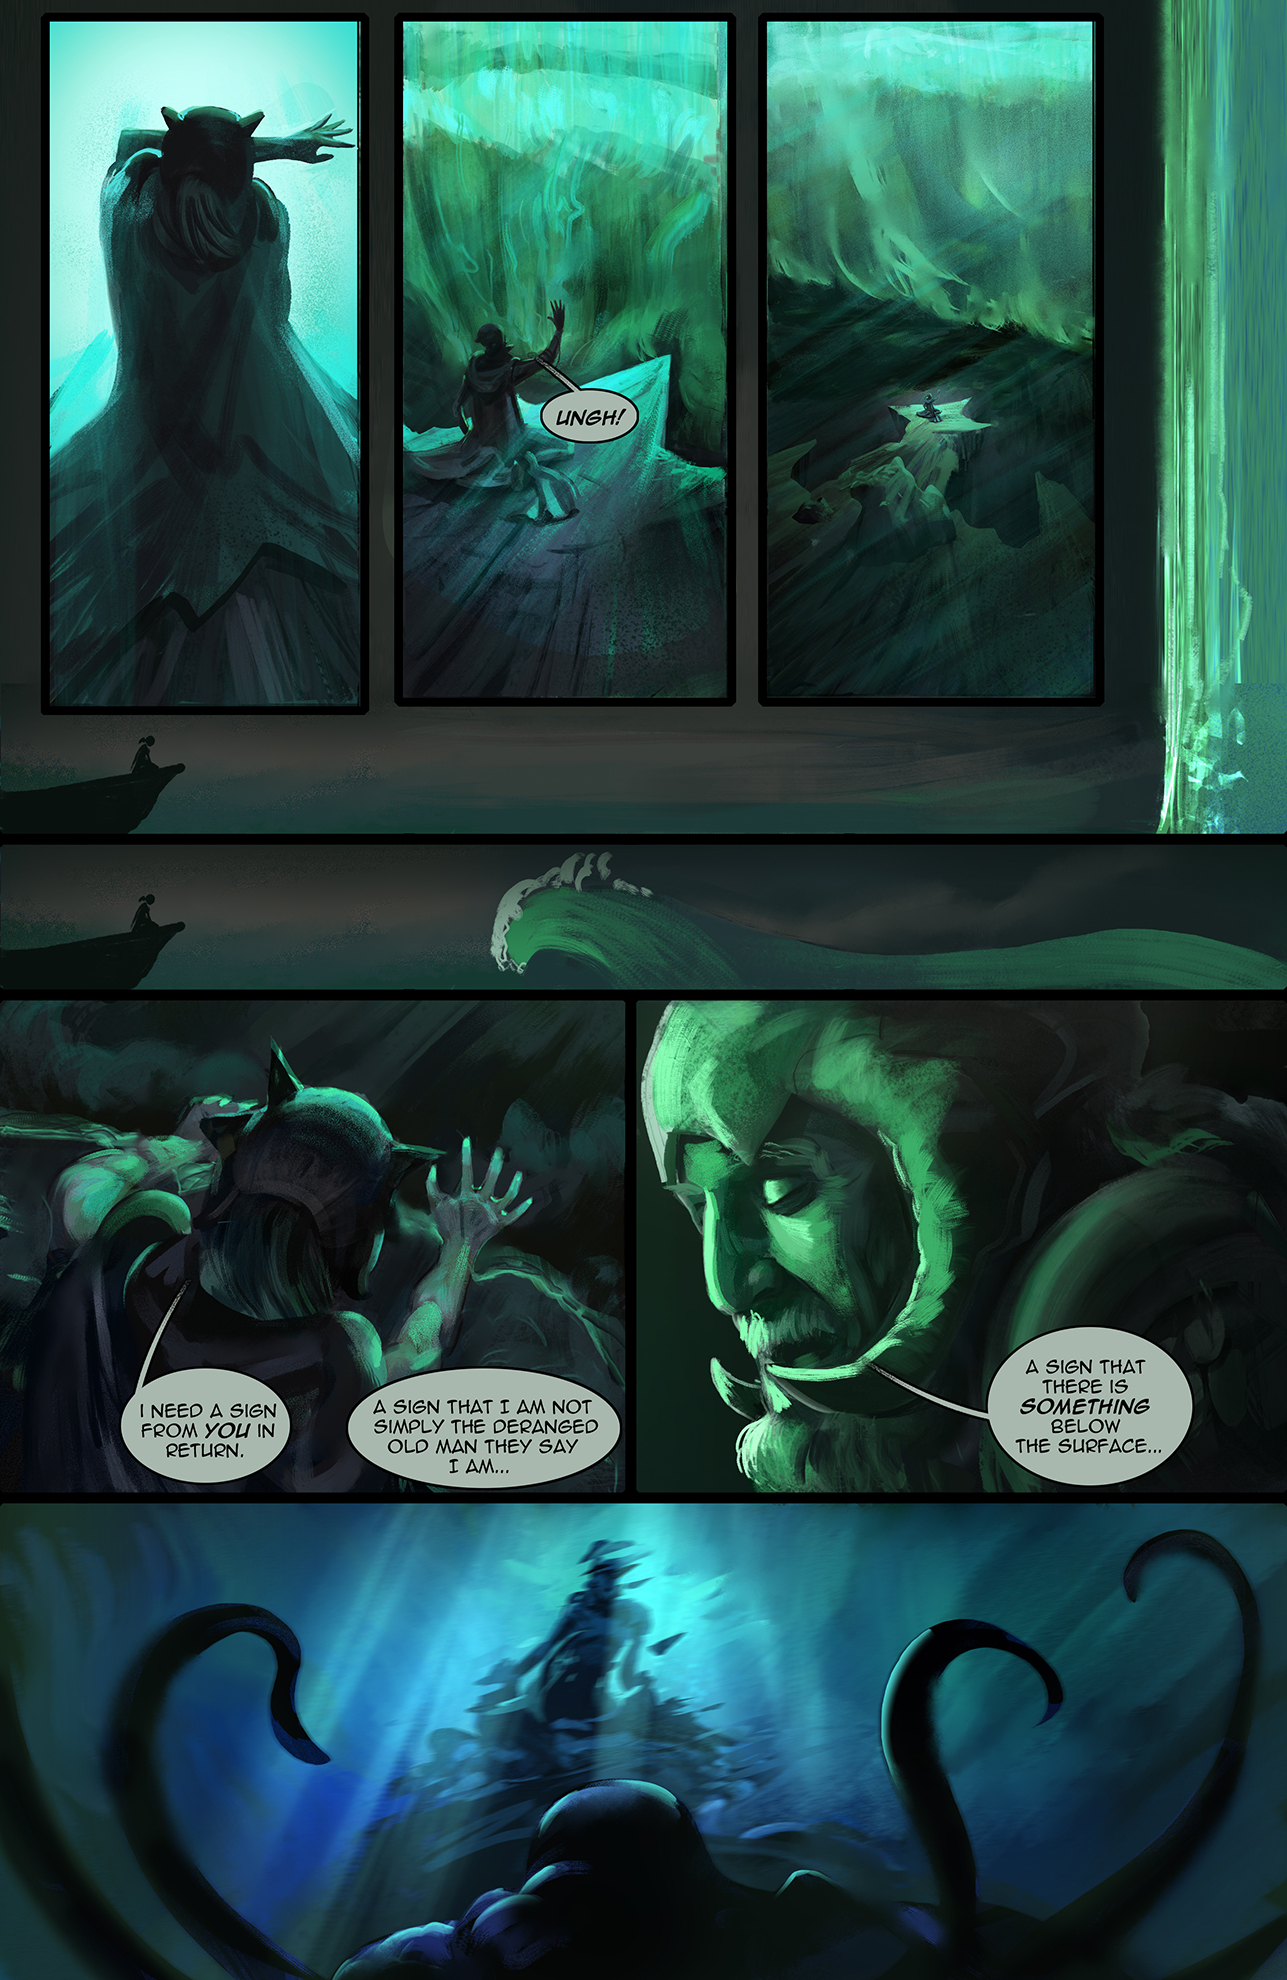 UNGH!
I NEED A SIGN
FROM YOU IN
RETURN.
A SIGN THAT I AM NOT
SIMPLY THE DERANGED
OLD MAN THEY SAY
I AM...
A SIGN THAT
THERE IS
SOMETHING
BELOW
THE SURFACE...